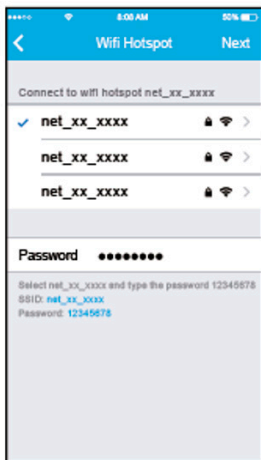 8:00 AM 50%
Wifi Hotspot Next
Connect to wifi hotspot net_xx_xxxx
net_xx_xxxx
net_xx_xxxx
net_xx_xxxx
Password ●●●●●●●●
Select net_xx_xxxx and type the password 12345678
SSID: net_xx_xxxx
Password: 12345678